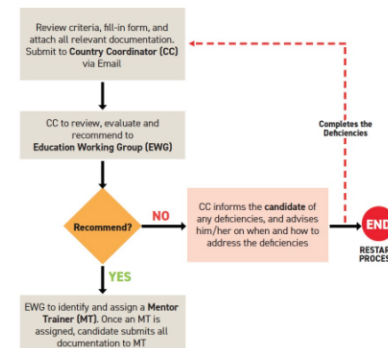 Review criteria, fill-in form, and
attach all relevant documentation.
Submit to Country Coordinator (CC)
via Email
Completes the
Deficiencies
CC to review, evaluate and
recommend to
Education Working Group (EWG)
Recommend?
NO
CC informs the candidate of
any deficiencies, and advises
him/her on when and how to
address the deficiencies
END
RESTAR
PROCES
YES
EWG to identify and assign a Mentor
Trainer (MT). Once an MT is
assigned, candidate submits all
documentation to MT